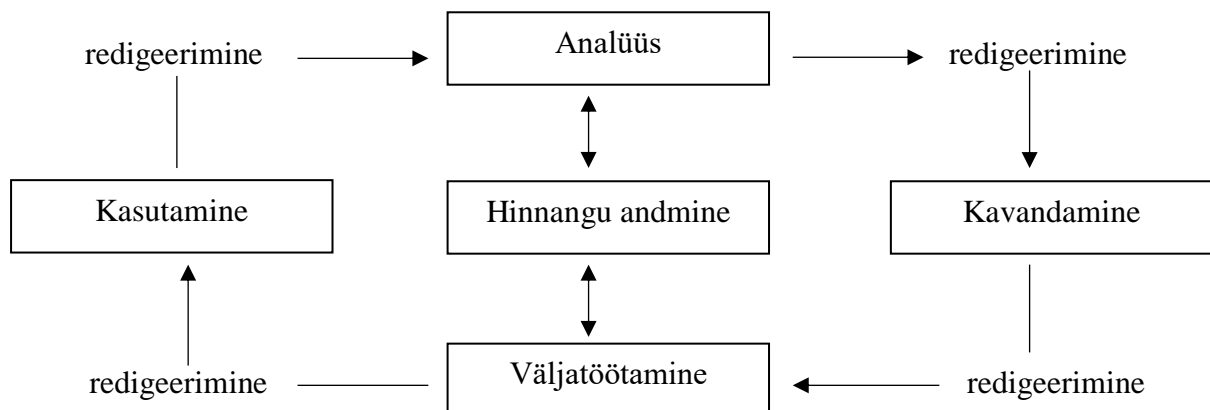 Analüüs
redigeerimine
redigeerimine
Kasutamine
Hinnangu andmine
Kavandamine
Väljatöötamine
redigeerimine
redigeerimine